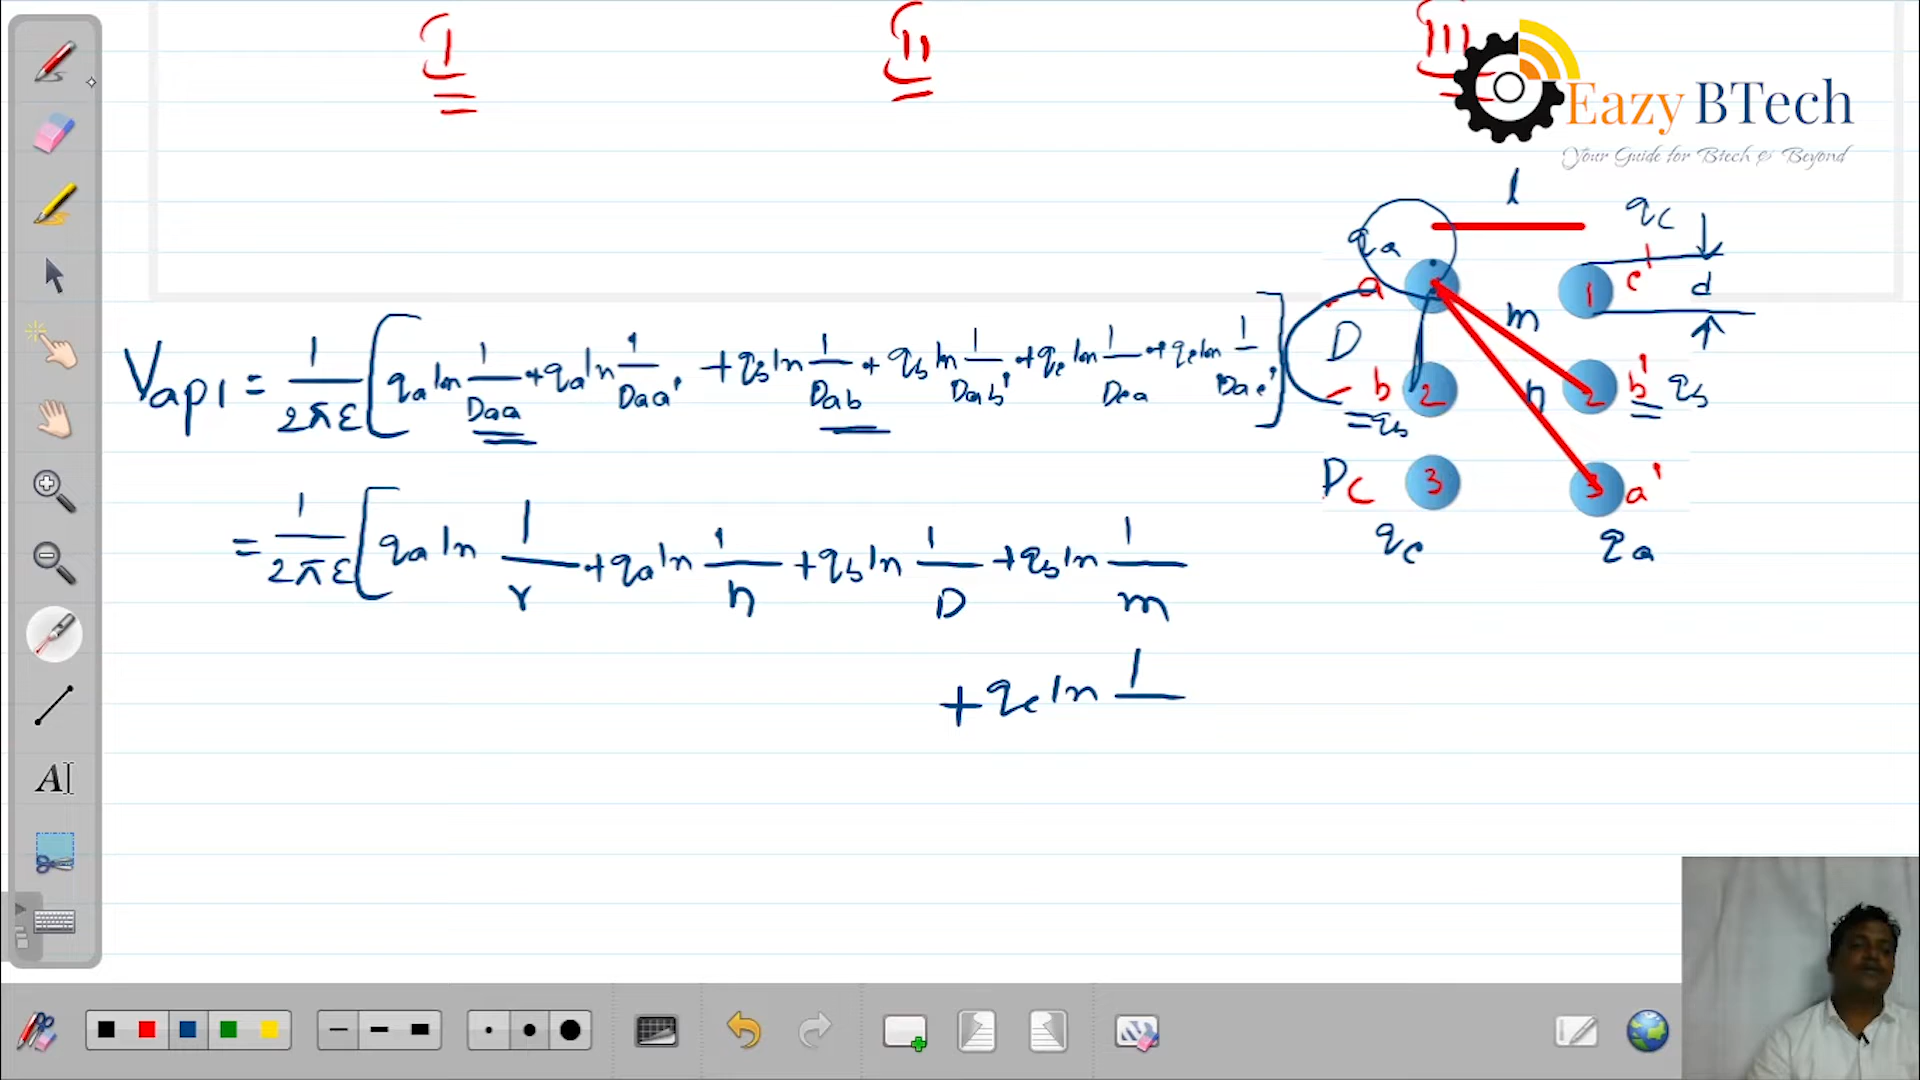 I II III
Eazy BTech
Your Guide for Btech & Beyond
l
qa qc
a 1 c' d
D m
b 2 n 2 b' qb
= qb
D c 3 3 a'
qc qa
Vap1 = 1/2πε [qa ln 1/Daa + qa ln 1/Daa' + qb ln 1/Dab + qb ln 1/Dab' + qc ln 1/Dca + qc ln 1/Dac']
= 1/2πε [qa ln 1/r + qa ln 1/n + qb ln 1/D + qb ln 1/m
+ qc ln 1/
A